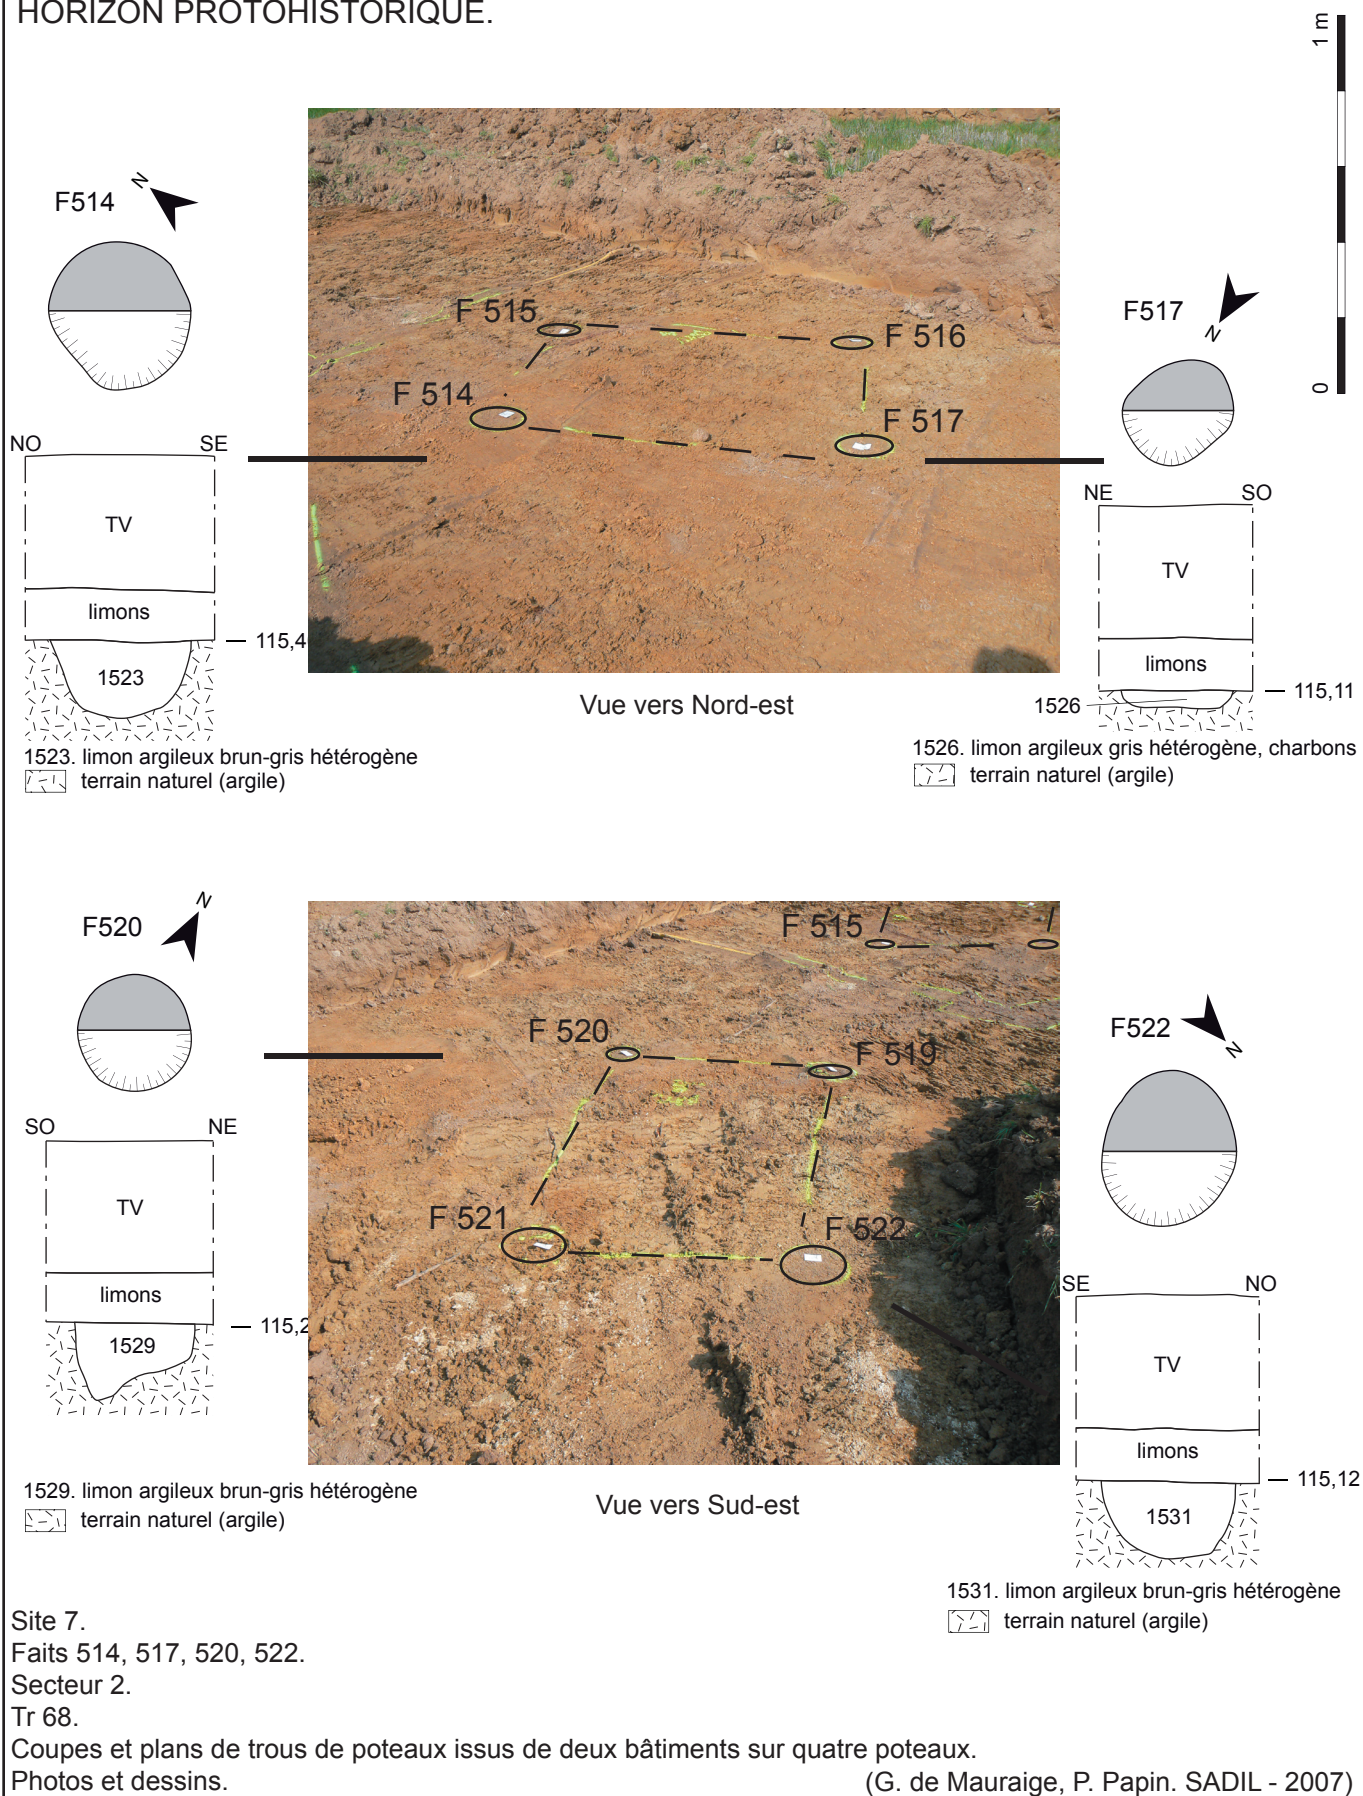 HORIZON PROTOHISTORIQUE.
1 m
0
F514
N
NO
SE
TV
limons
115,4
1523
1523. limon argileux brun-gris hétérogène
terrain naturel (argile)
F 515
F 516
F 514
F 517
Vue vers Nord-est
F517
N
NE
SO
TV
limons
115,11
1526
1526. limon argileux gris hétérogène, charbons
terrain naturel (argile)
F520
N
SO
NE
TV
limons
115,2
1529
1529. limon argileux brun-gris hétérogène
terrain naturel (argile)
F 515
F 520
F 519
F 521
F 522
Vue vers Sud-est
F522
N
SE
NO
TV
limons
115,12
1531
1531. limon argileux brun-gris hétérogène
terrain naturel (argile)
Site 7.
Faits 514, 517, 520, 522.
Secteur 2.
Tr 68.
Coupes et plans de trous de poteaux issus de deux bâtiments sur quatre poteaux.
Photos et dessins.
(G. de Mauraige, P. Papin. SADIL - 2007)